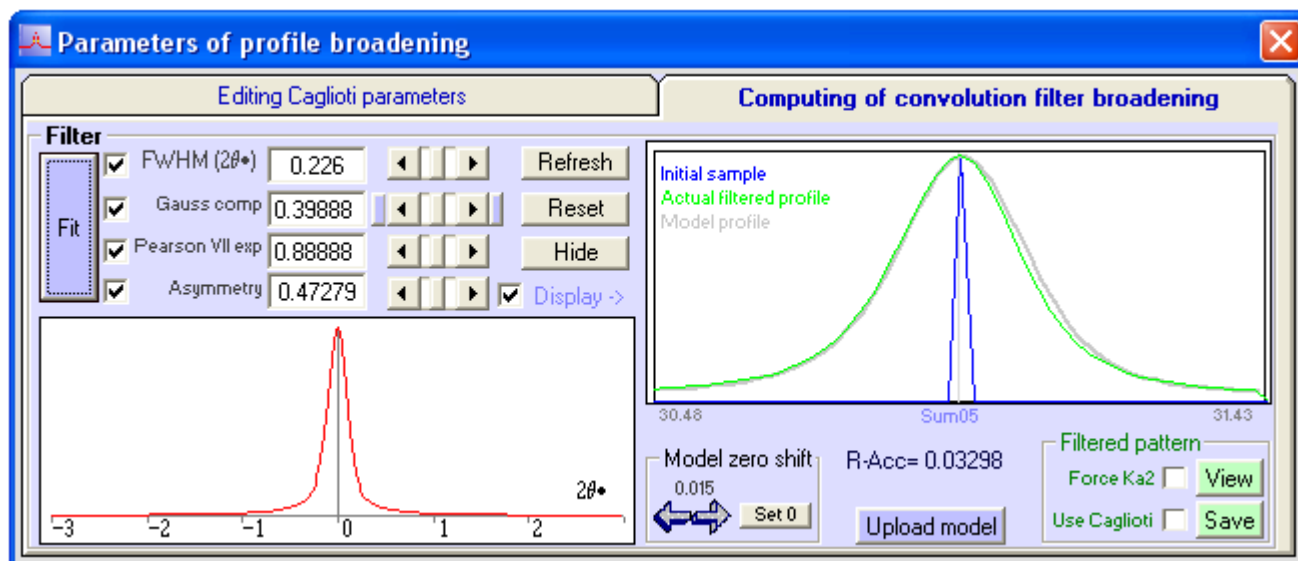 Parameters of profile broadening
Editing Caglioti parameters
Computing of convolution filter broadening
Filter
Fit
FWHM (2θ•) 0.226
Refresh
Gauss comp 0.39888
Reset
Pearson VII exp 0.88888
Hide
Asymmetry 0.47279
Display ->
-3 -2 -1 0 1 2
2θ•
Initial sample
Actual filtered profile
Model profile
30.48 Sum05 31.43
Model zero shift
0.015
Set 0
R-Acc= 0.03298
Upload model
Filtered pattern
Force Ka2
View
Use Caglioti
Save